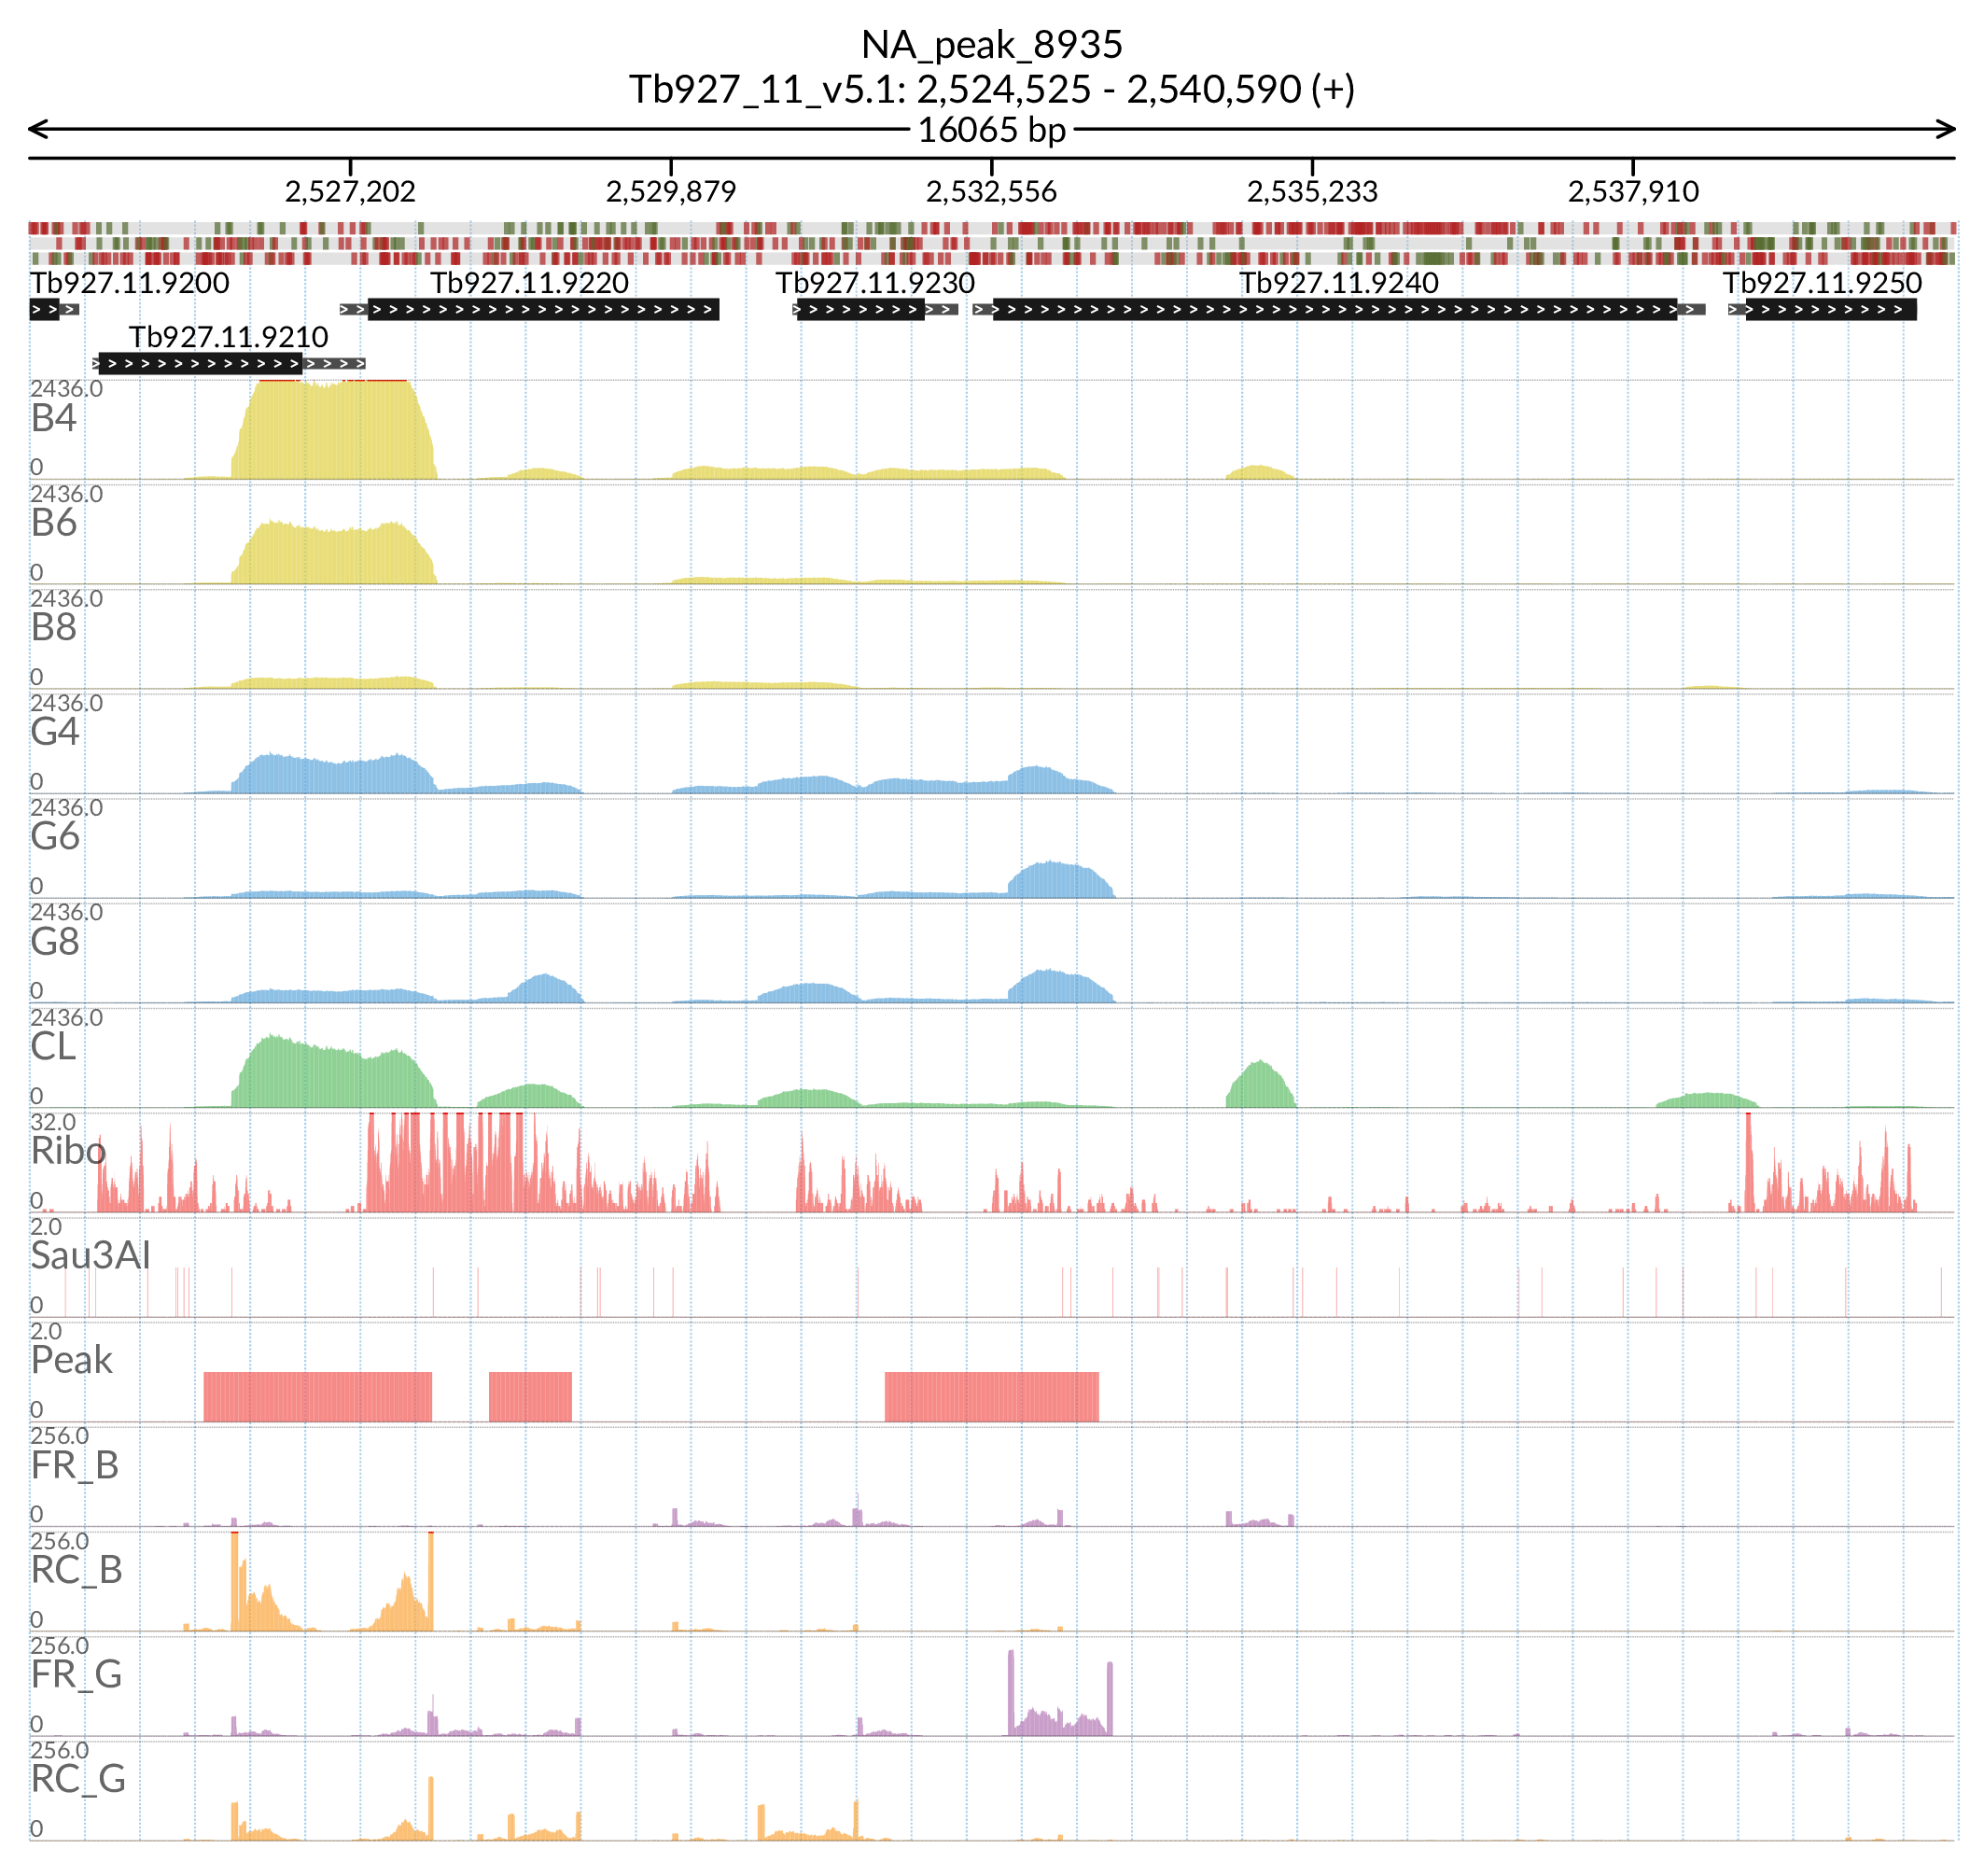 NA_peak_8935
Tb927_11_v5.1: 2,524,525 - 2,540,590 (+)
16065 bp
2,527,202 2,529,879 2,532,556 2,535,233 2,537,910
Tb927.11.9200 Tb927.11.9220 Tb927.11.9230 Tb927.11.9240 Tb927.11.9250
Tb927.11.9210
2436.0
B4
0
2436.0
B6
0
2436.0
B8
0
2436.0
G4
0
2436.0
G6
0
2436.0
G8
0
2436.0
CL
0
32.0
Ribo
0
2.0
Sau3AI
0
2.0
Peak
0
256.0
FR_B
0
256.0
RC_B
0
256.0
FR_G
0
256.0
RC_G
0